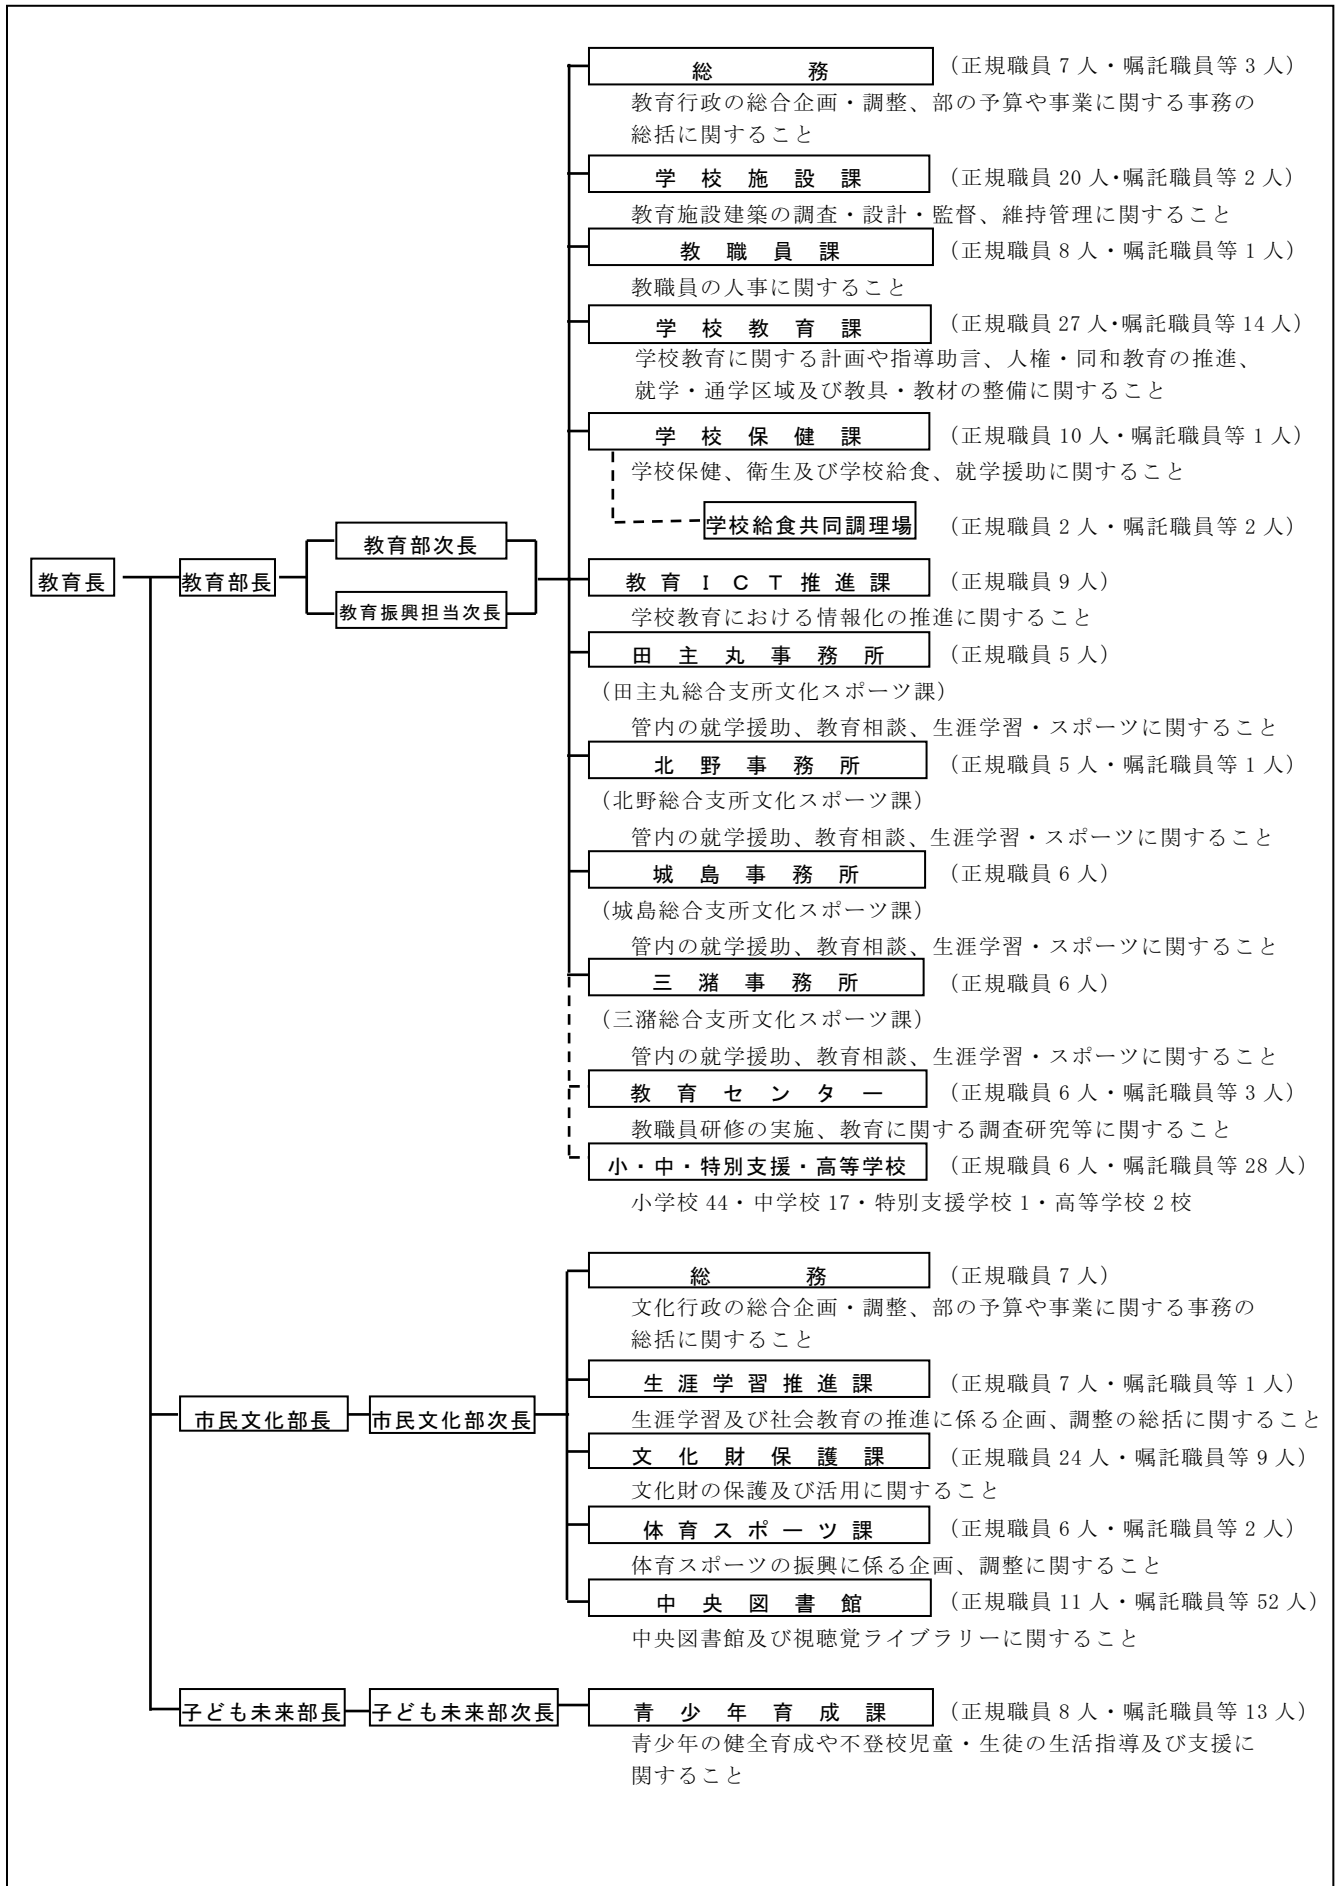 総務 （正規職員 7 人・嘱託職員等 3 人）
教育行政の総合企画・調整、部の予算や事業に関する事務の
総括に関すること
学校施設課 （正規職員 20 人・嘱託職員等 2 人）
教育施設建築の調査・設計・監督、維持管理に関すること
教職員課 （正規職員 8 人・嘱託職員等 1 人）
教職員の人事に関すること
学校教育課 （正規職員 27 人・嘱託職員等 14 人）
学校教育に関する計画や指導助言、人権・同和教育の推進、
就学・通学区域及び教具・教材の整備に関すること
学校保健課 （正規職員 10 人・嘱託職員等 1 人）
学校保健、衛生及び学校給食、就学援助に関すること
学校給食共同調理場 （正規職員 2 人・嘱託職員等 2 人）
教育長
教育部長
教育部次長
教育振興担当次長
教育ＩＣＴ推進課 （正規職員 9 人）
学校教育における情報化の推進に関すること
田主丸事務所 （正規職員 5 人）
（田主丸総合支所文化スポーツ課）
管内の就学援助、教育相談、生涯学習・スポーツに関すること
北野事務所 （正規職員 5 人・嘱託職員等 1 人）
（北野総合支所文化スポーツ課）
管内の就学援助、教育相談、生涯学習・スポーツに関すること
城島事務所 （正規職員 6 人）
（城島総合支所文化スポーツ課）
管内の就学援助、教育相談、生涯学習・スポーツに関すること
三潴事務所 （正規職員 6 人）
（三潴総合支所文化スポーツ課）
管内の就学援助、教育相談、生涯学習・スポーツに関すること
教育センター （正規職員 6 人・嘱託職員等 3 人）
教職員研修の実施、教育に関する調査研究等に関すること
小・中・特別支援・高等学校 （正規職員 6 人・嘱託職員等 28 人）
小学校 44・中学校 17・特別支援学校 1・高等学校 2 校
総務 （正規職員 7 人）
文化行政の総合企画・調整、部の予算や事業に関する事務の
総括に関すること
生涯学習推進課 （正規職員 7 人・嘱託職員等 1 人）
市民文化部長
市民文化部次長
生涯学習及び社会教育の推進に係る企画、調整の総括に関すること
文化財保護課 （正規職員 24 人・嘱託職員等 9 人）
文化財の保護及び活用に関すること
体育スポーツ課 （正規職員 6 人・嘱託職員等 2 人）
体育スポーツの振興に係る企画、調整に関すること
中央図書館 （正規職員 11 人・嘱託職員等 52 人）
中央図書館及び視聴覚ライブラリーに関すること
子ども未来部長
子ども未来部次長
青少年育成課 （正規職員 8 人・嘱託職員等 13 人）
青少年の健全育成や不登校児童・生徒の生活指導及び支援に
関すること